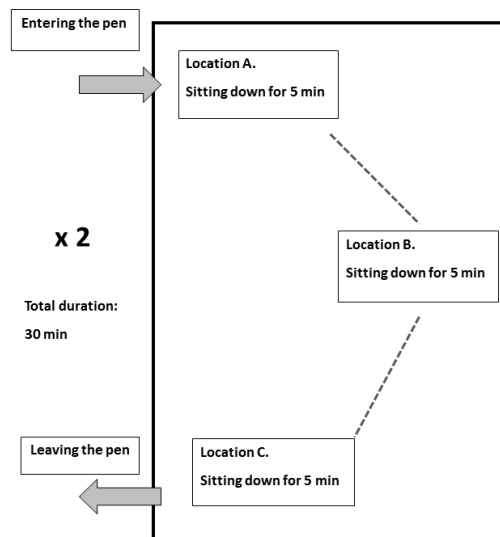 Entering the pen
Location A.
Sitting down for 5 min
x 2
Location B.
Sitting down for 5 min
Total duration:
30 min
Leaving the pen
Location C.
Sitting down for 5 min